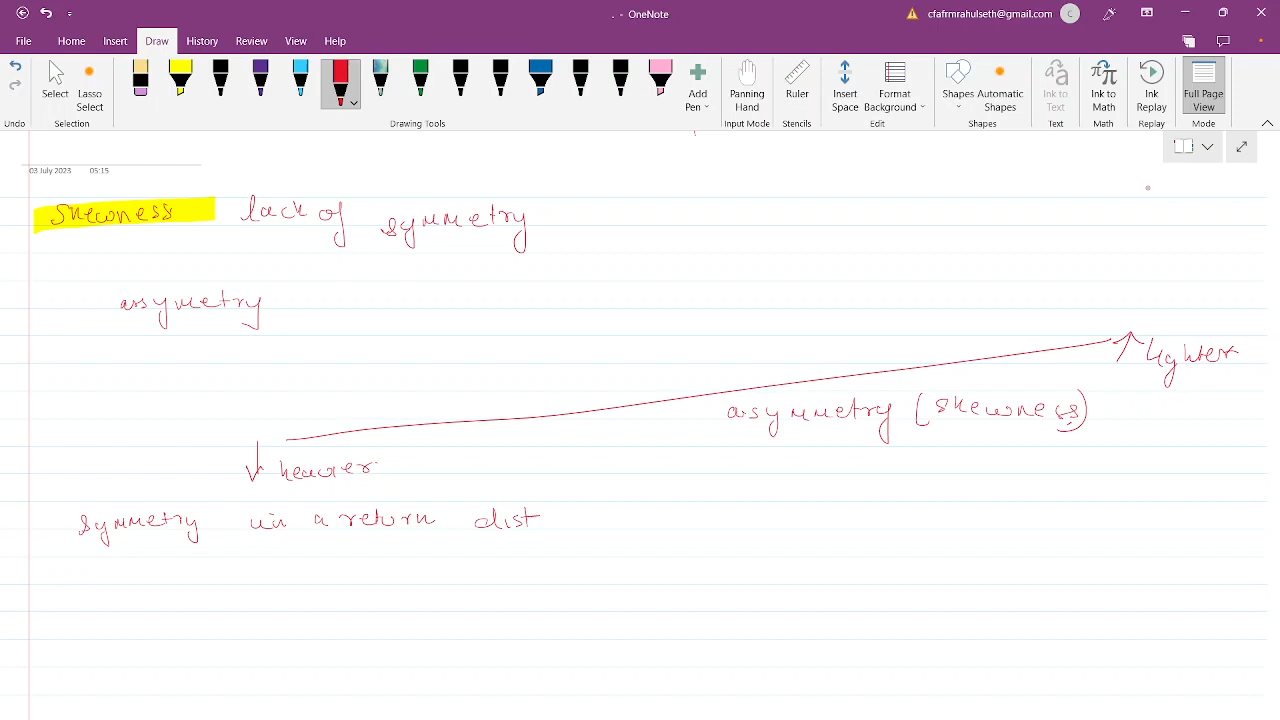 . - OneNote
cfafrmrahulseth@gmail.com C
File Home Insert Draw History Review View Help
Select Lasso Select Add Pen Panning Hand Ruler Insert Space Format Background Shapes Automatic Shapes Ink to Text Ink to Math Ink Replay Full Page View
Undo Selection Drawing Tools Input Mode Stencils Edit Shapes Text Math Replay Mode
03 July 2023 05:15
Skewness lack of symmetry
assymetry
lighter
asymmetry (skewness)
heavier
symmetry in a return dist